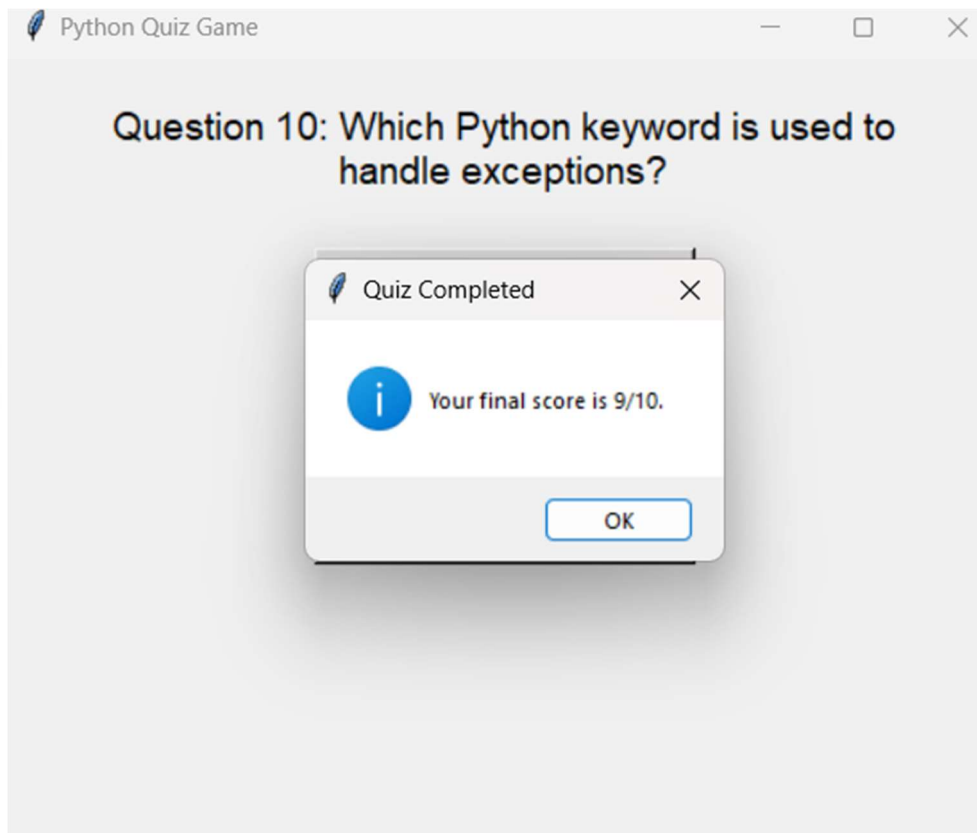 Python Quiz Game
Question 10: Which Python keyword is used to
handle exceptions?
Quiz Completed
Your final score is 9/10.
OK